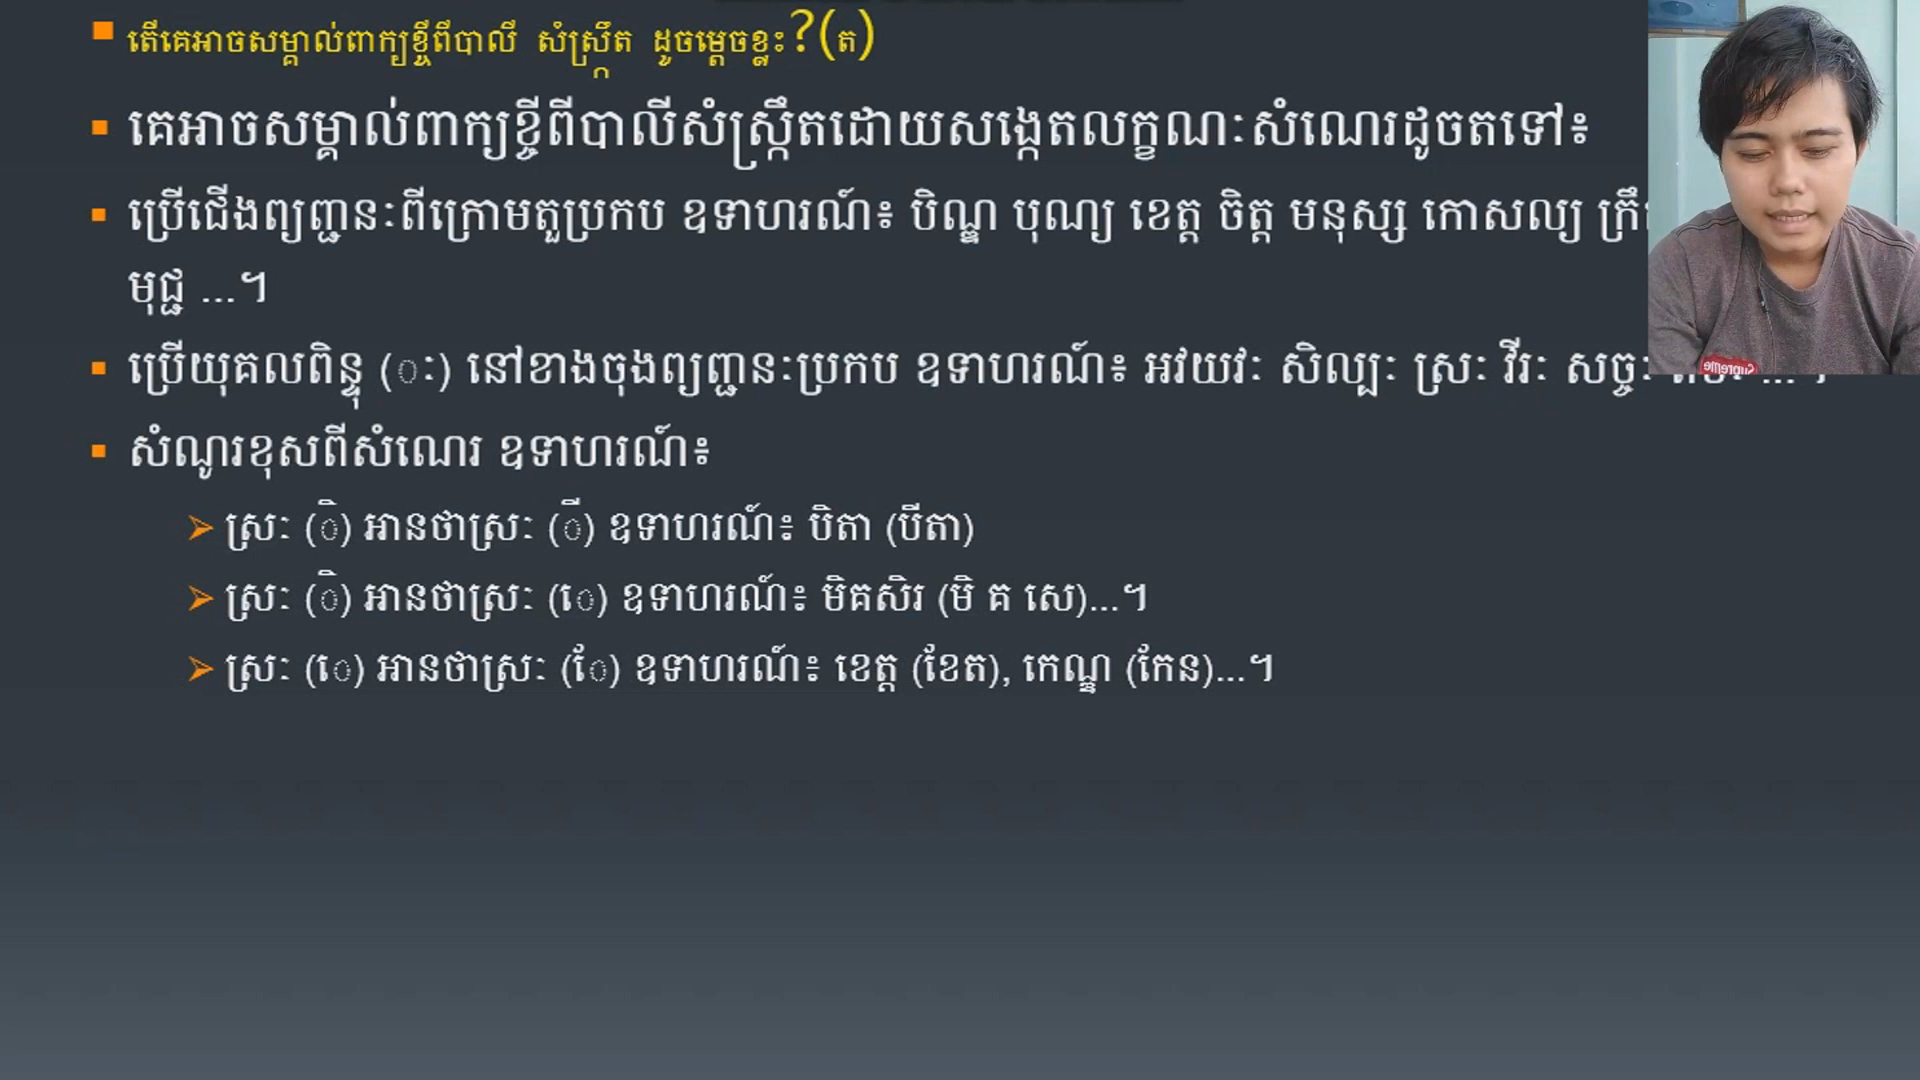 តើគេអាចសម្គាល់ពាក្យខ្ចីពីបាលី សំស្ក្រឹត ដូចម្តេចខ្លះ?(ត)
គេអាចសម្គាល់ពាក្យខ្ចីពីបាលីសំស្ក្រឹតដោយសង្កេតលក្ខណៈសំណេរដូចតទៅ៖
ប្រើជើងព្យញ្ជនៈពីក្រោមតួប្រកប ឧទាហរណ៍៖ បិណ្ឌ បុណ្យ ខេត្ត ចិត្ត មនុស្ស កោសល្យ
មុជ្ជ ...។
ប្រើយុគលពិន្ទុ (ៈ) នៅខាងចុងព្យញ្ជនៈប្រកប ឧទាហរណ៍៖ អវយវៈ សិល្បៈ ស្រៈ វីរៈ សច្ចៈ
សំណូរខុសពីសំណេរ ឧទាហរណ៍៖
ស្រៈ (ិ) អានថាស្រៈ (ី) ឧទាហរណ៍៖ បិតា (បីតា)
ស្រៈ (ិ) អានថាស្រៈ (េ) ឧទាហរណ៍៖ មិគសិរ (មិ គ សេ)...។
ស្រៈ (េ) អានថាស្រៈ (ែ) ឧទាហរណ៍៖ ខេត្ត (ខែត), កេណ្ឌ (កែន)...។
Supreme